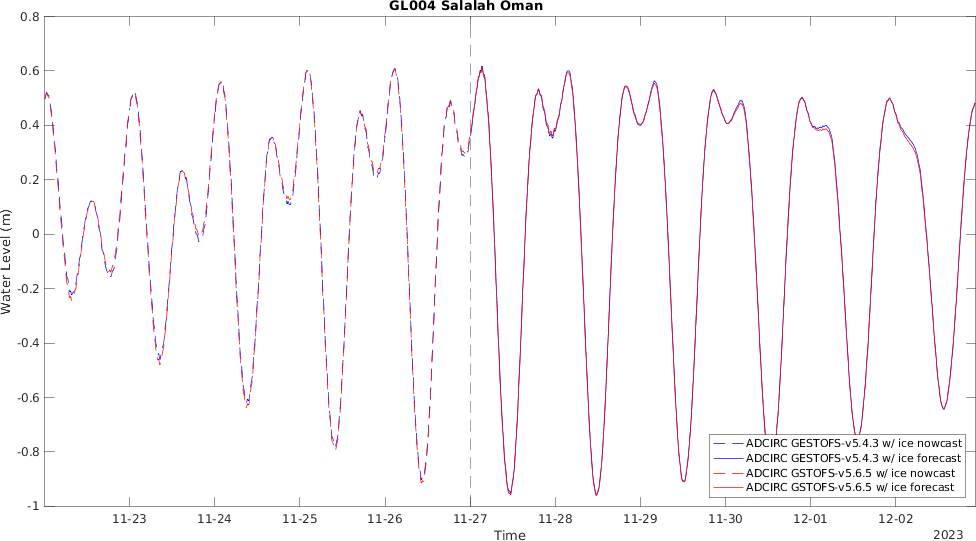 GL004 Salalah Oman
0.8
0.6
0.4
0.2
0
-0.2
-0.4
-0.6
-0.8
-1
Water Level (m)
ADCIRC GESTOFS-v5.4.3 w/ ice nowcast
ADCIRC GESTOFS-v5.4.3 w/ ice forecast
ADCIRC GSTOFS-v5.6.5 w/ ice nowcast
ADCIRC GSTOFS-v5.6.5 w/ ice forecast
11-23 11-24 11-25 11-26 11-27 11-28 11-29 11-30 12-01 12-02
Time
2023